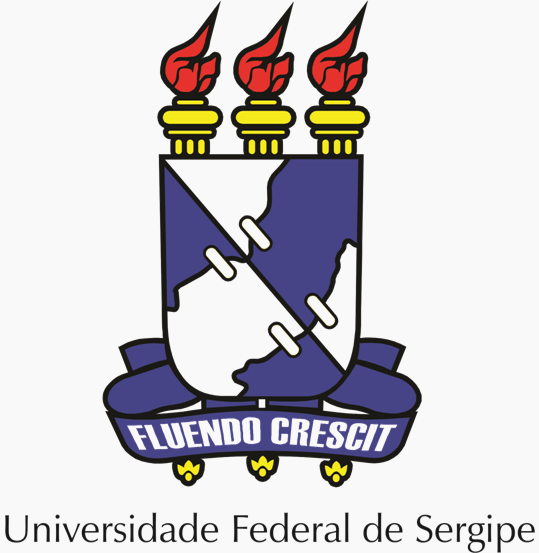 FLUENDO CRESCIT
Universidade Federal de Sergipe